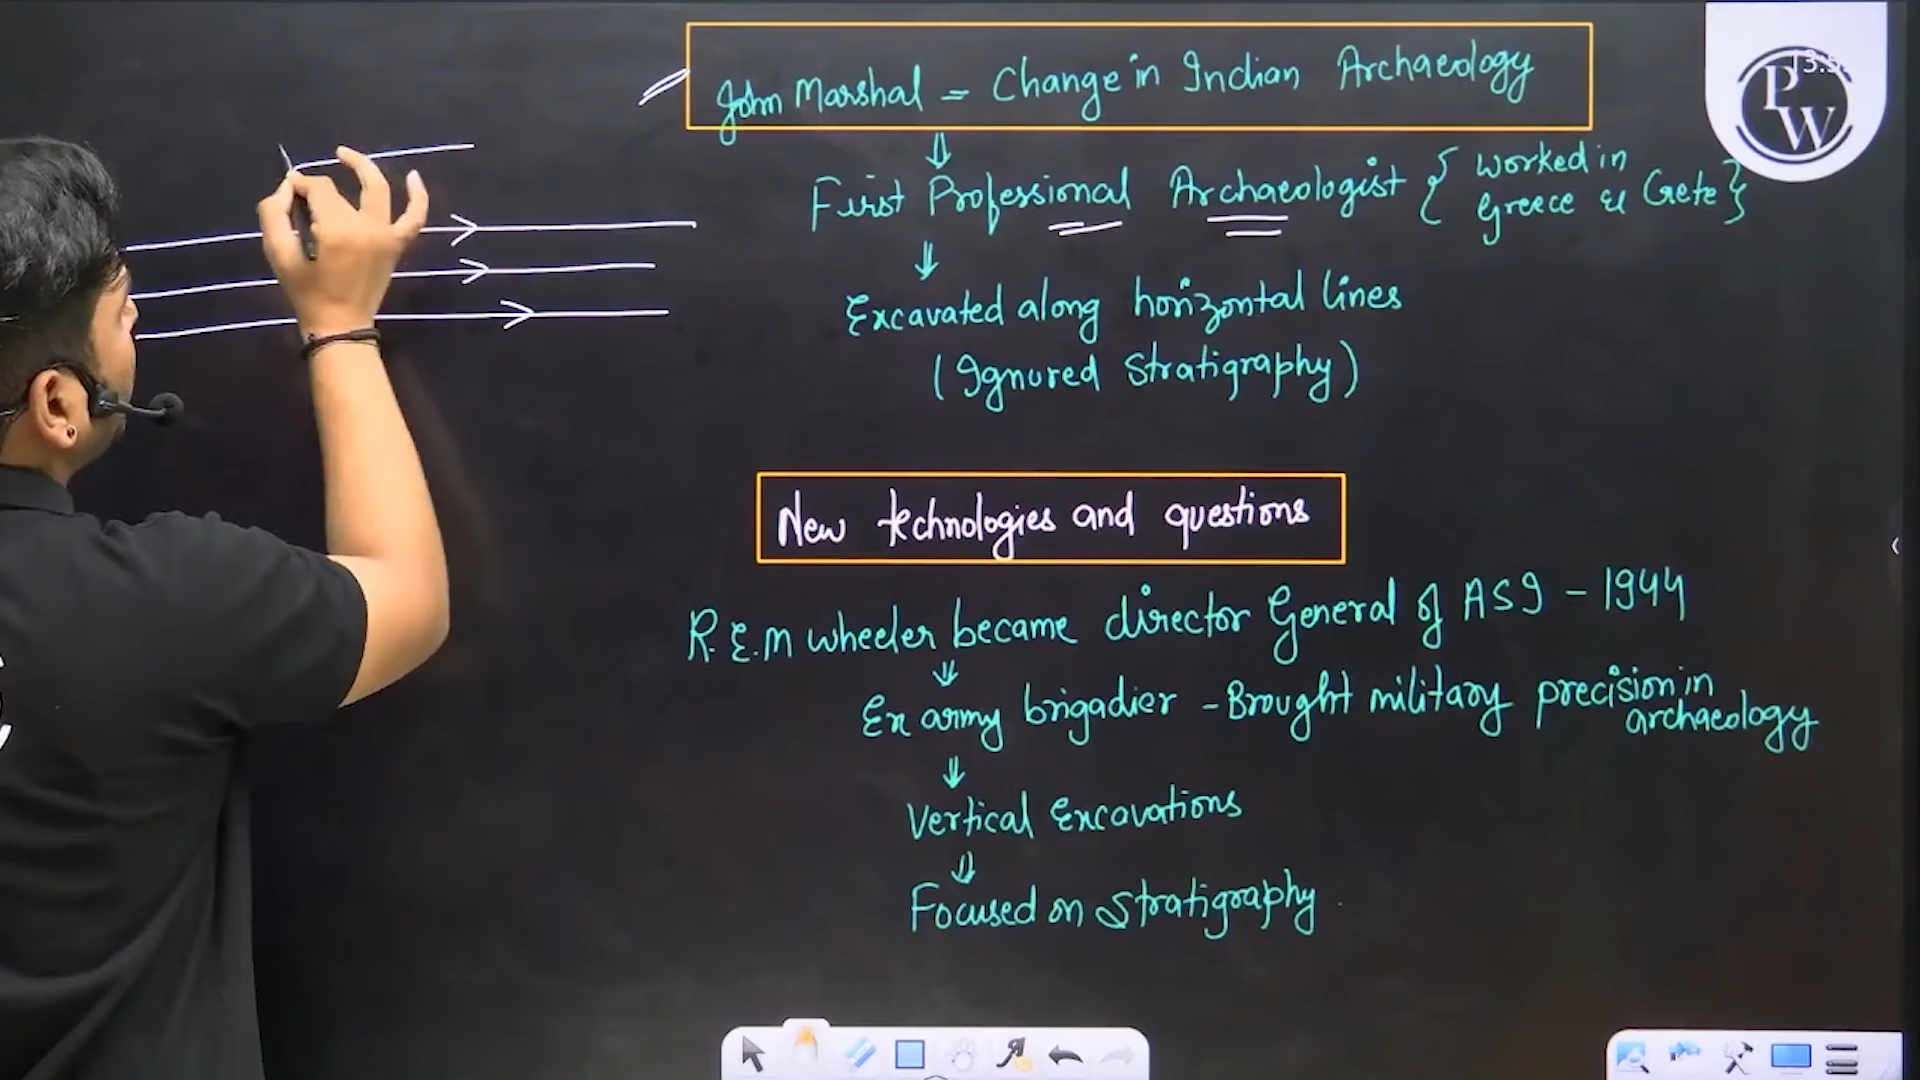 John Marshal = Change in Indian Archaeology
First Professional Archaeologist { Worked in
Greece & Crete }
Excavated along horizontal lines
(Ignored Stratigraphy)
New technologies and questions
R.E.M Wheeler became director General of ASI - 1944
Ex army brigadier - Brought military precision in
archaeology
Vertical Excavations
Focused on Stratigraphy.
PW